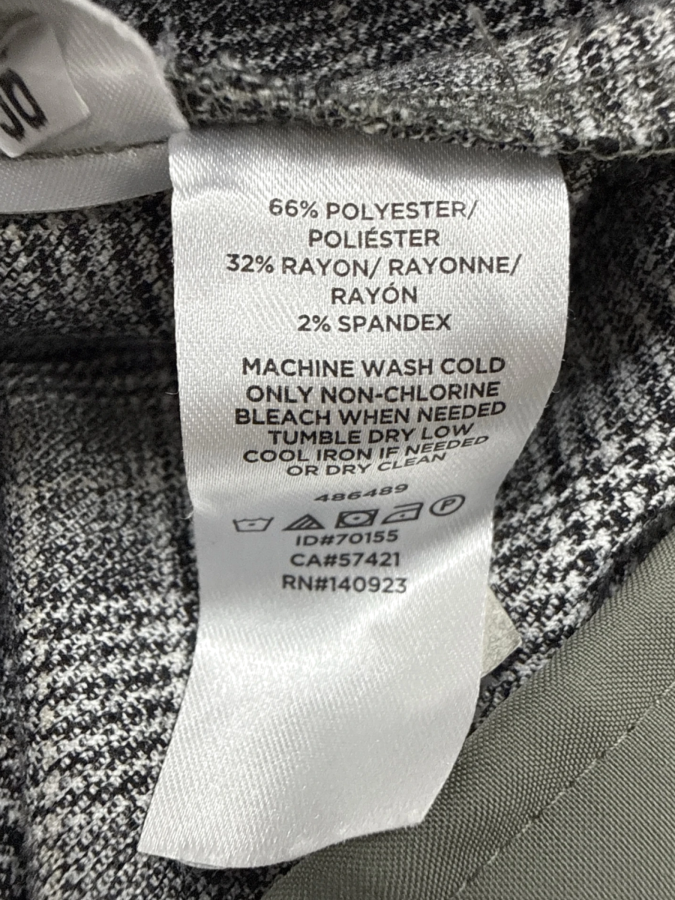 66% POLYESTER/
POLIÉSTER
32% RAYON/ RAYONNE/
RAYÓN
2% SPANDEX
MACHINE WASH COLD
ONLY NON-CHLORINE
BLEACH WHEN NEEDED
TUMBLE DRY LOW
COOL IRON IF NEEDED
OR DRY CLEAN
486489
P
ID#70155
CA#57421
RN#140923